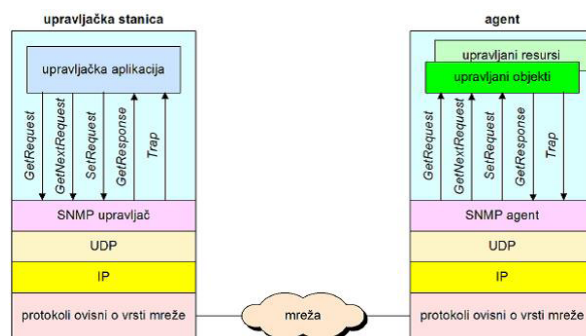 upravljačka stanica
upravljačka aplikacija
GetRequest
GetNextRequest
SetRequest
GetResponse
Trap
SNMP upravljač
UDP
IP
protokoli ovisni o vrsti mreže
mreža
agent
upravljani resursi
upravljani objekti
GetRequest
GetNextRequest
SetRequest
GetResponse
Trap
SNMP agent
UDP
IP
protokoli ovisni o vrsti mreže